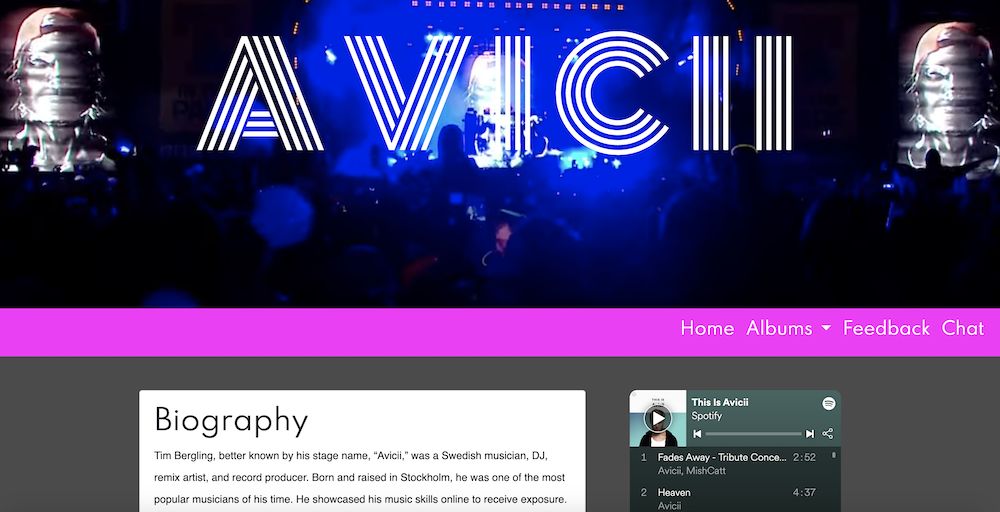 AVICII
Home Albums Feedback Chat
Biography
Tim Bergling, better known by his stage name, “Avicii,” was a Swedish musician, DJ,
remix artist, and record producer. Born and raised in Stockholm, he was one of the most
popular musicians of his time. He showcased his music skills online to receive exposure.
This Is Avicii
Spotify
1 Fades Away - Tribute Conce... 2:52
Avicii, MishCatt
2 Heaven 4:37
Avicii